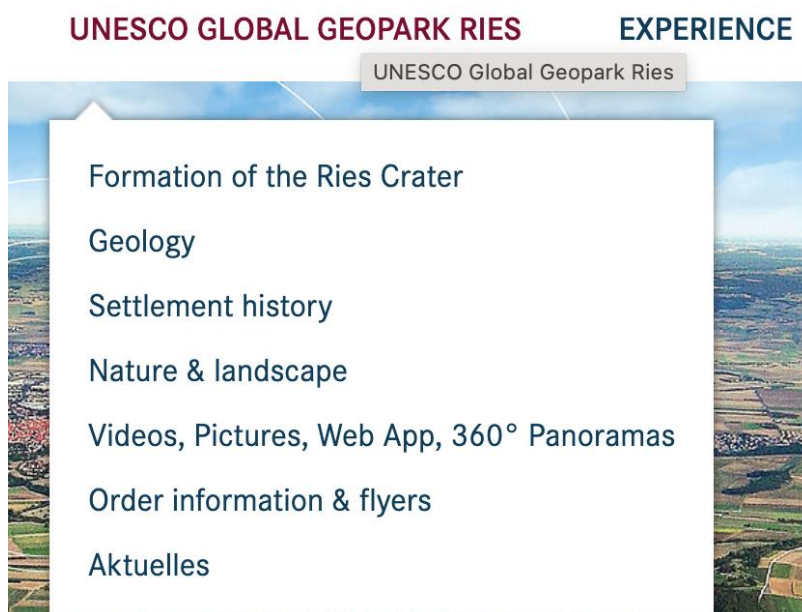 UNESCO GLOBAL GEOPARK RIES EXPERIENCE
UNESCO Global Geopark Ries
Formation of the Ries Crater
Geology
Settlement history
Nature & landscape
Videos, Pictures, Web App, 360° Panoramas
Order information & flyers
Aktuelles